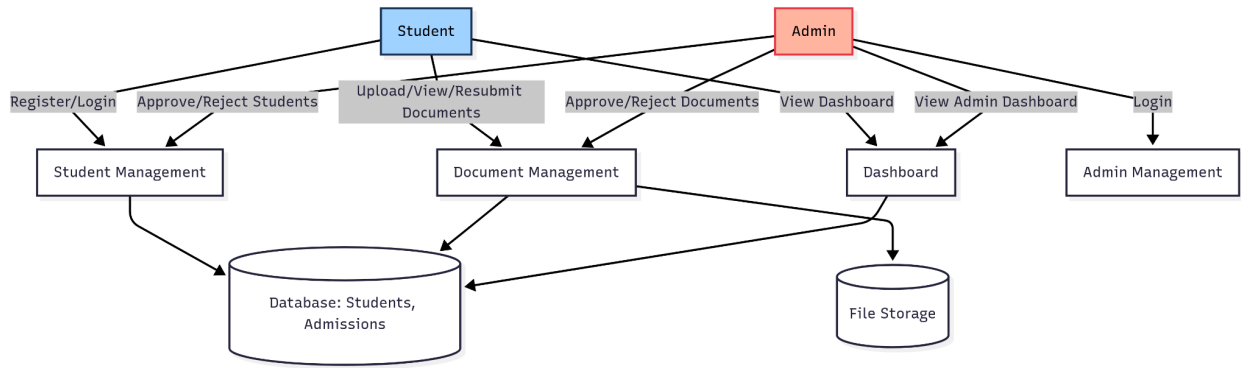 Student
Admin
Register/Login
Approve/Reject Students
Upload/View/Resubmit
Documents
Approve/Reject Documents
View Dashboard
View Admin Dashboard
Login
Student Management
Document Management
Dashboard
Admin Management
Database: Students,
Admissions
File Storage